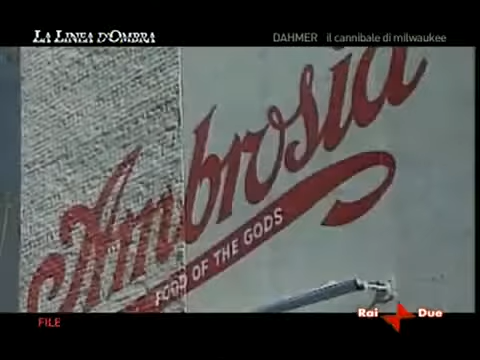 LA LINEA D'OMBRA
DAHMER il cannibale di milwaukee
Ambrosia
FOOD OF THE GODS
FILE
Rai Due